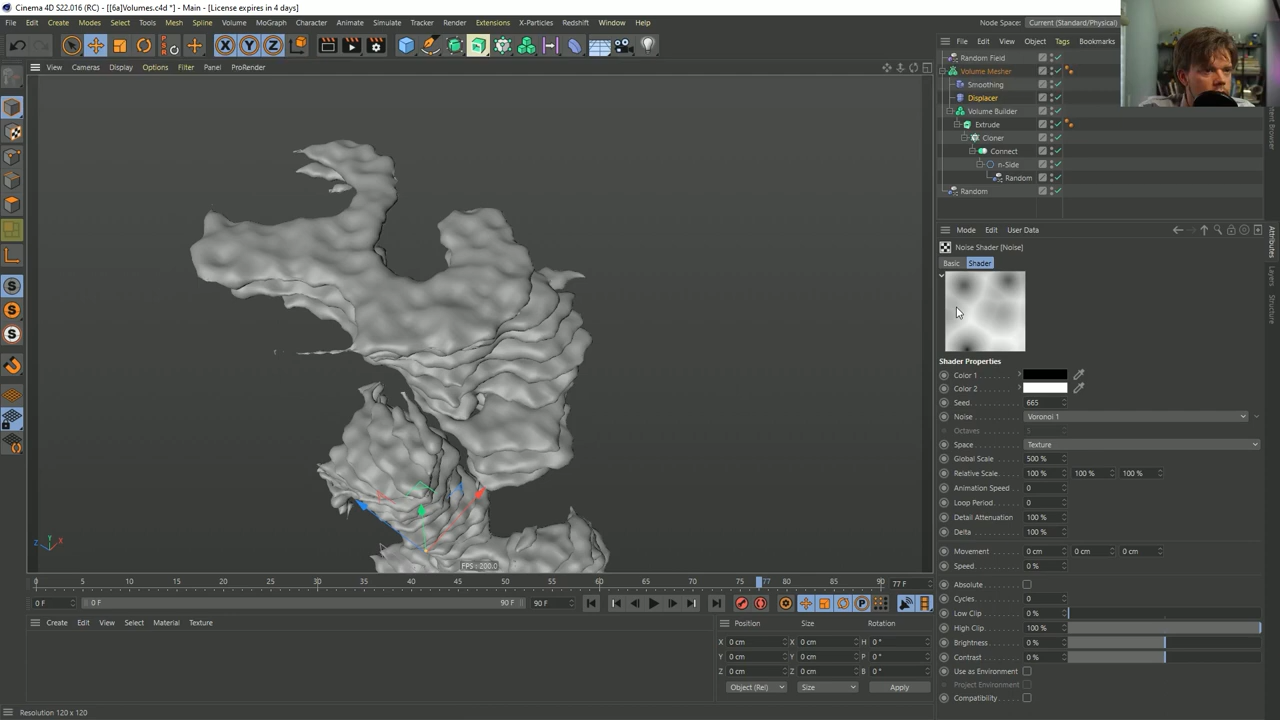 Cinema 4D S22.016 (RC) - [[6a]Volumes.c4d *] - Main - [License expires in 4 days]
File Edit Create Modes Select Tools Mesh Spline Volume MoGraph Character Animate Simulate Tracker Render Extensions X-Particles Redshift Window Help Node Space: Current (Standard/Physical)
File Edit View Object Tags Bookmarks
View Cameras Display Options Filter Panel ProRender
Random Field
Volume Mesher
Smoothing
Displacer
Volume Builder
Extrude
Cloner
Connect
n-Side
Random
Random
Mode Edit User Data
Noise Shader [Noise]
Basic Shader
Shader Properties
Color 1
Color 2
Seed 665
Noise Voronoi 1
Octaves 5
Space Texture
Global Scale 500 %
Relative Scale 100 % 100 % 100 %
Animation Speed 0
Loop Period 0
Detail Attenuation 100 %
Delta 100 %
Movement 0 cm 0 cm 0 cm
Speed 0 %
Absolute
Cycles 0
Low Clip 0 %
High Clip 100 %
Brightness 0 %
Contrast 0 %
Use as Environment
Project Environment
Compatibility
Attributes
Layers
Structure
Z Y X
FPS : 200.0
0 5 10 15 20 25 30 35 40 45 50 55 60 65 70 75 77 80 85 90 77 F
0 F 0 F 90 F 90 F
Create Edit View Select Material Texture
Position Size Rotation
X 0 cm X 0 cm H 0 °
Y 0 cm Y 0 cm P 0 °
Z 0 cm Z 0 cm B 0 °
Object (Rel) Size Apply
Resolution 120 x 120